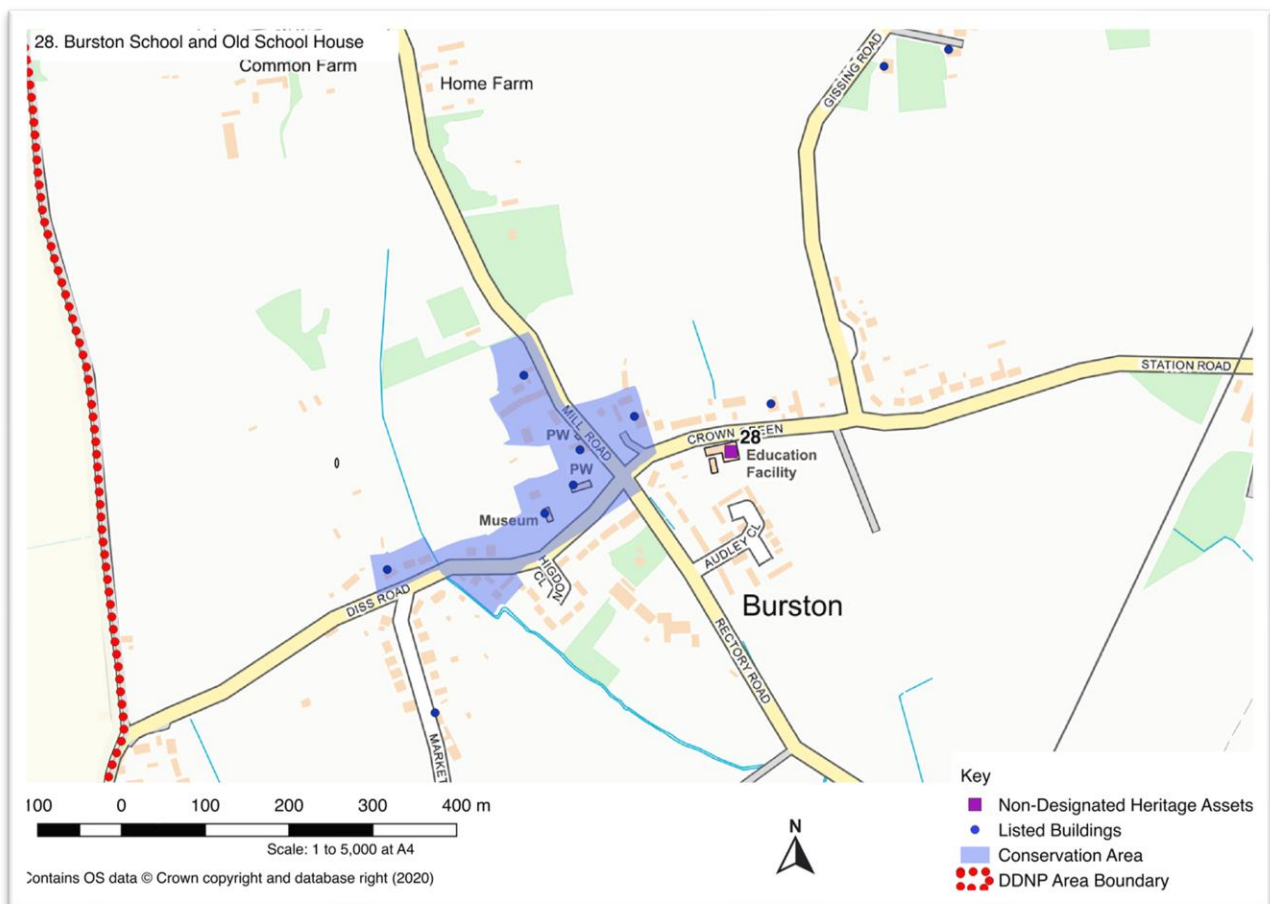 28. Burston School and Old School House
Common Farm
Home Farm
GISSING ROAD
STATION ROAD
MILL ROAD
PW
CROWN GREEN
28
Education
Facility
PW
Museum
HIGDON
CL
AUDLEY CL
DISS ROAD
Burston
RECTORY ROAD
MARKET
Key
Non-Designated Heritage Assets
Listed Buildings
Conservation Area
DDNP Area Boundary
100 0 100 200 300 400 m
Scale: 1 to 5,000 at A4
N
Contains OS data © Crown copyright and database right (2020)